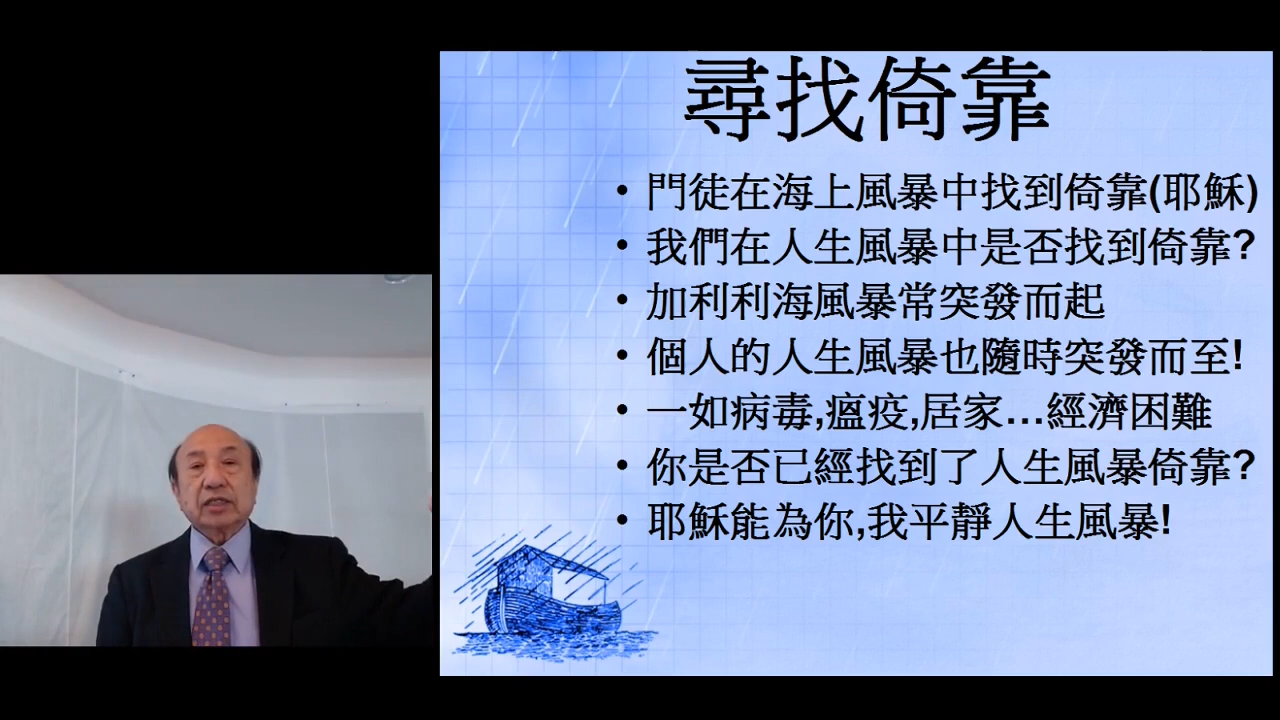 尋找倚靠
• 門徒在海上風暴中找到倚靠(耶穌)
• 我們在人生風暴中是否找到倚靠?
• 加利利海風暴常突發而起
• 個人的人生風暴也隨時突發而至!
• 一如病毒,瘟疫,居家...經濟困難
• 你是否已經找到了人生風暴倚靠?
• 耶穌能為你,我平靜人生風暴!